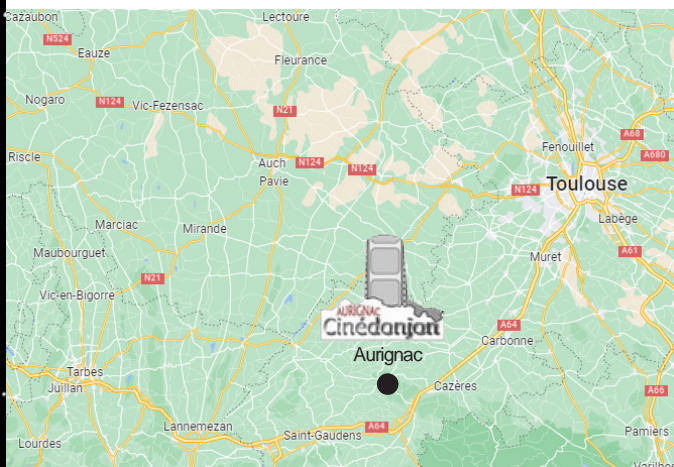 Cazaubon
Lectoure
N524
Eauze
Fleurance
Nogaro
N124
Vic-Fezensac
N21
A68
Fenouillet
A680
Riscle
Auch
N124
N124
Pavie
N124
Toulouse
Labège
Marciac
Mirande
Maubourguet
Muret
A61
N21
Vic-en-Bigorre
AURIGNAC
Cinédonjon
A64
Carbonne
Aurignac
Tarbes
Juillan
Cazères
A66
Lannemezan
A64
Saint-Gaudens
Pamiers
Lourdes
Varilhes